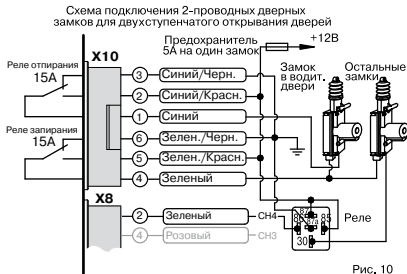 Схема подключения 2-проводных дверных
замков для двухступенчатого открывания дверей
Предохранитель
5А на один замок
+12В
X10
Реле отпирания
15А
Замок
в водит.
двери
Остальные
замки
3 Синий/Черн.
2 Синий/Красн.
1 Синий
6 Зелен./Черн.
5 Зелен./Красн.
4 Зеленый
Реле запирания
15А
X8
2 Зеленый CH4
4 Розовый CH3
87
86
87а
85
30
Реле
Рис. 10